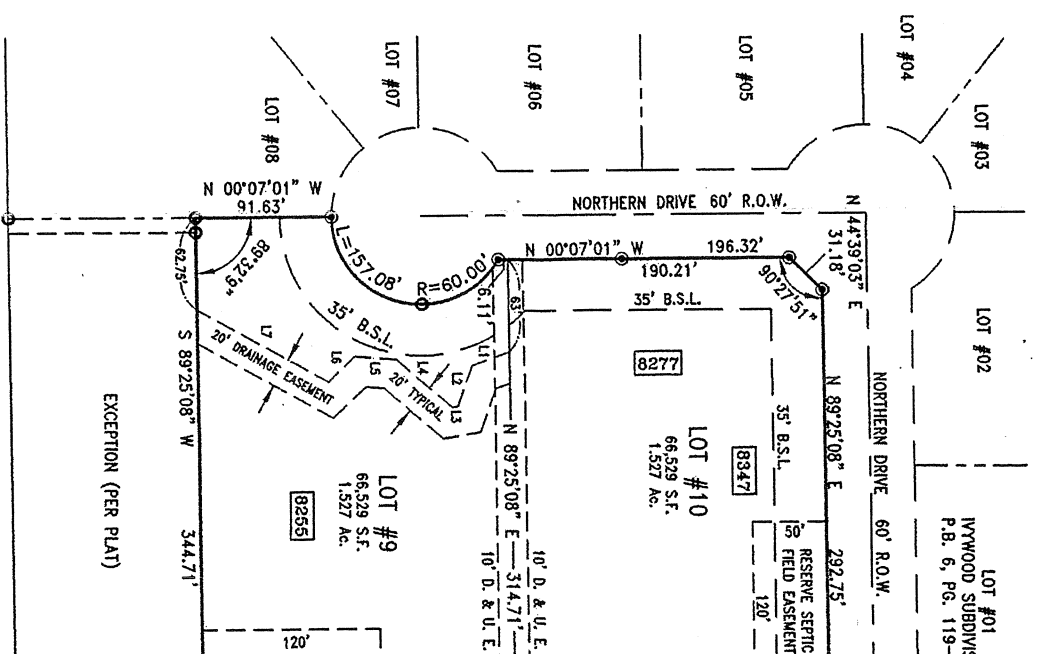 LOT #04
LOT #03
LOT #05
LOT #06
LOT #07
LOT #08
N 00°07'01" W
91.63'
NORTHERN DRIVE 60' R.O.W.
N 44°39'03" E
31.18'
N 00°07'01" W
196.32'
190.21'
90°27'51"
89°32'9"
62.75'
L=157.08'
R=60.00'
6.11'
63'
35' B.S.L.
35' B.S.L.
35' B.S.L.
LOT #02
L7
L6
L5
L4
L2
L3
L1
20' DRAINAGE EASEMENT
20' TYPICAL
8277
N 89°25'08" E
292.75'
NORTHERN DRIVE 60' R.O.W.
S 89°25'08" W
344.71'
EXCEPTION (PER PLAT)
LOT #10
66,529 S.F.
1.527 Ac.
8347
LOT #9
66,529 S.F.
1.527 Ac.
8255
N 89°25'08" E
314.71'
10' D. & U. E.
10' D. & U. E.
50'
RESERVE SEPTIC
FIELD EASEMENT
120'
120'
LOT #01
IVYWOOD SUBDIVIS
P.B. 6, PG. 119-